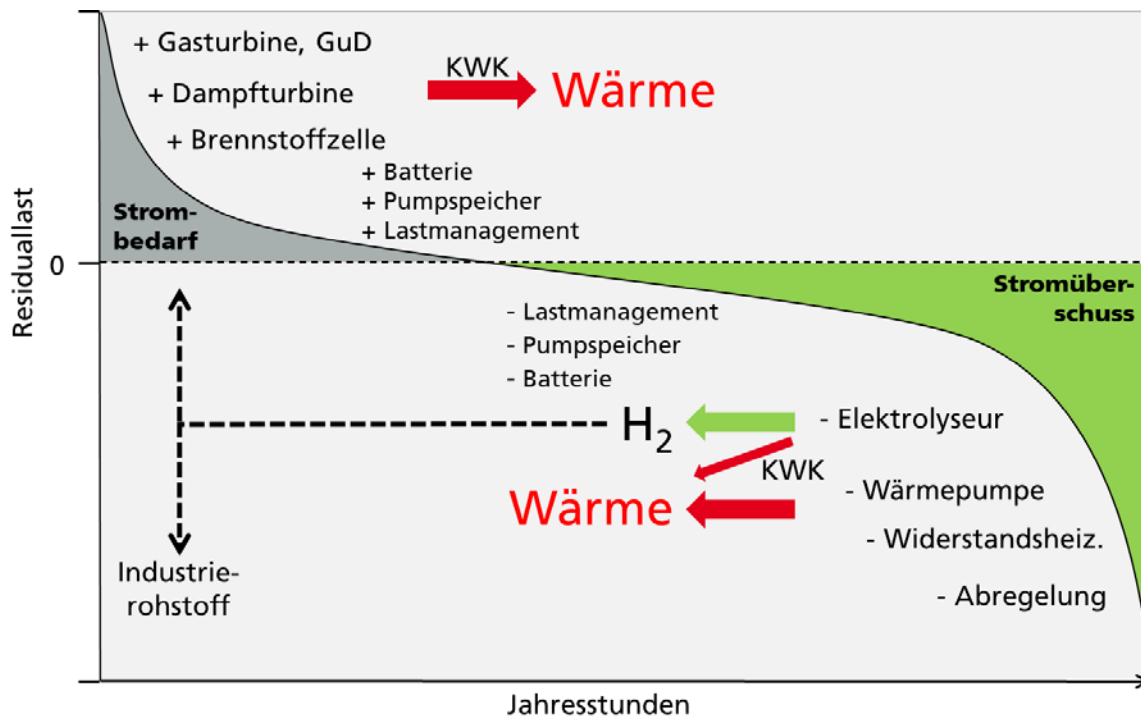 + Gasturbine, GuD
KWK
Wärme
+ Dampfturbine
+ Brennstoffzelle
+ Batterie
+ Pumpspeicher
+ Lastmanagement
Strom-
bedarf
Residuallast
0
Stromüber-
schuss
- Lastmanagement
- Pumpspeicher
- Batterie
H₂
- Elektrolyseur
KWK
Wärme
- Wärmepumpe
- Widerstandsheiz.
- Abregelung
Industrie-
rohstoff
Jahresstunden